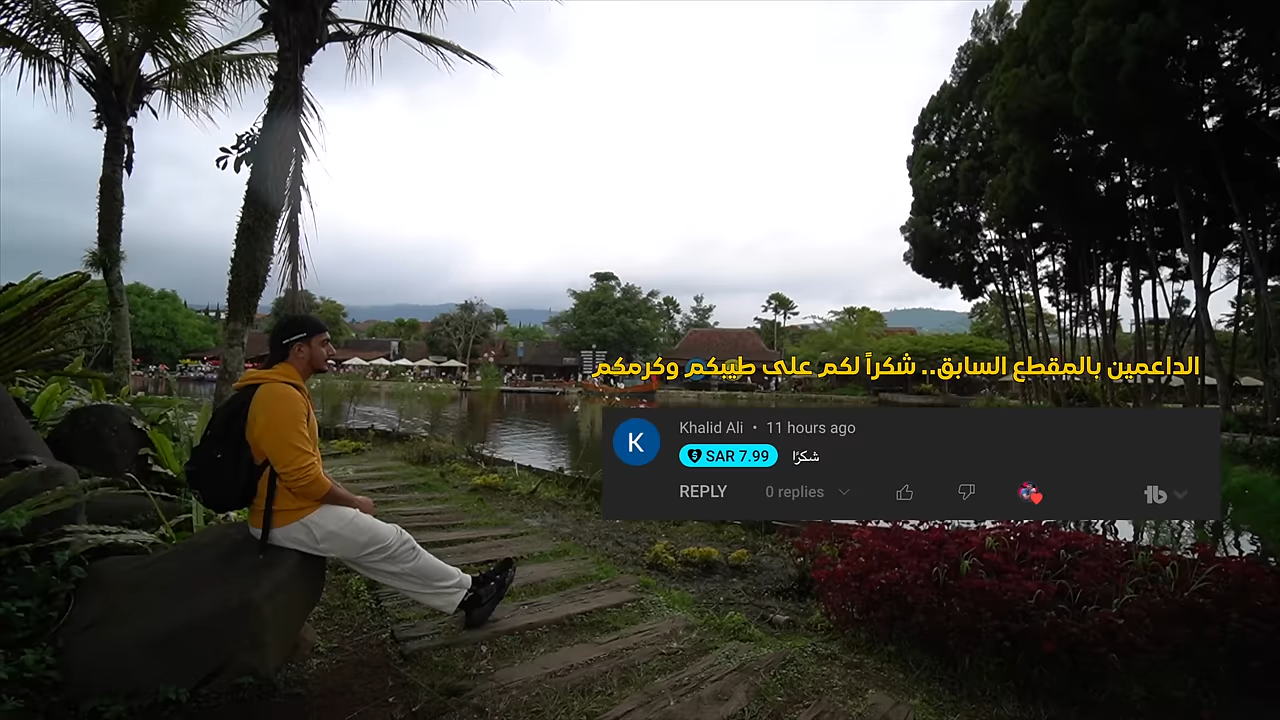 الداعمين بالمقطع السابق.. شكراً لكم على طيبكم وكرمكم
K
Khalid Ali • 11 hours ago
SAR 7.99 شكرًا
REPLY 0 replies